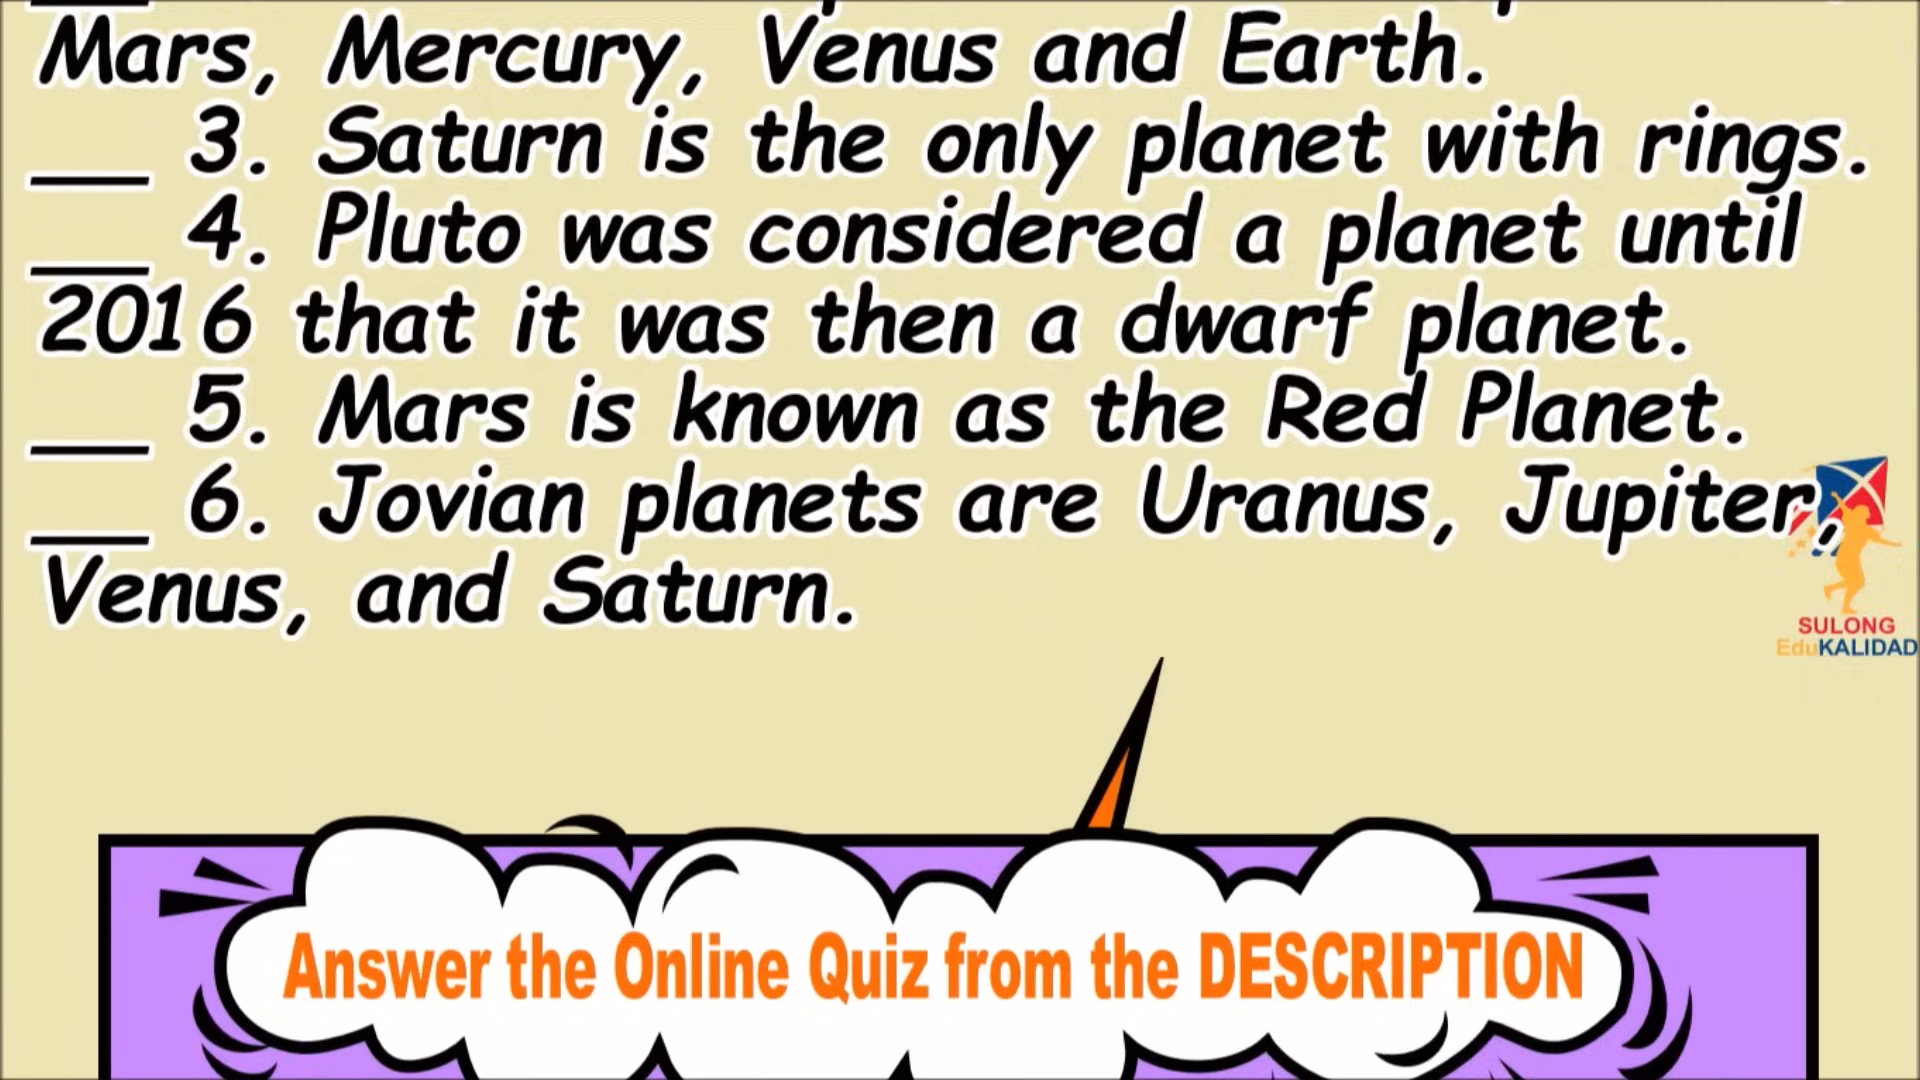 Mars, Mercury, Venus and Earth.
__ 3. Saturn is the only planet with rings.
__ 4. Pluto was considered a planet until
2016 that it was then a dwarf planet.
__ 5. Mars is known as the Red Planet.
__ 6. Jovian planets are Uranus, Jupiter,
Venus, and Saturn.
SULONG
EduKALIDAD
Answer the Online Quiz from the DESCRIPTION